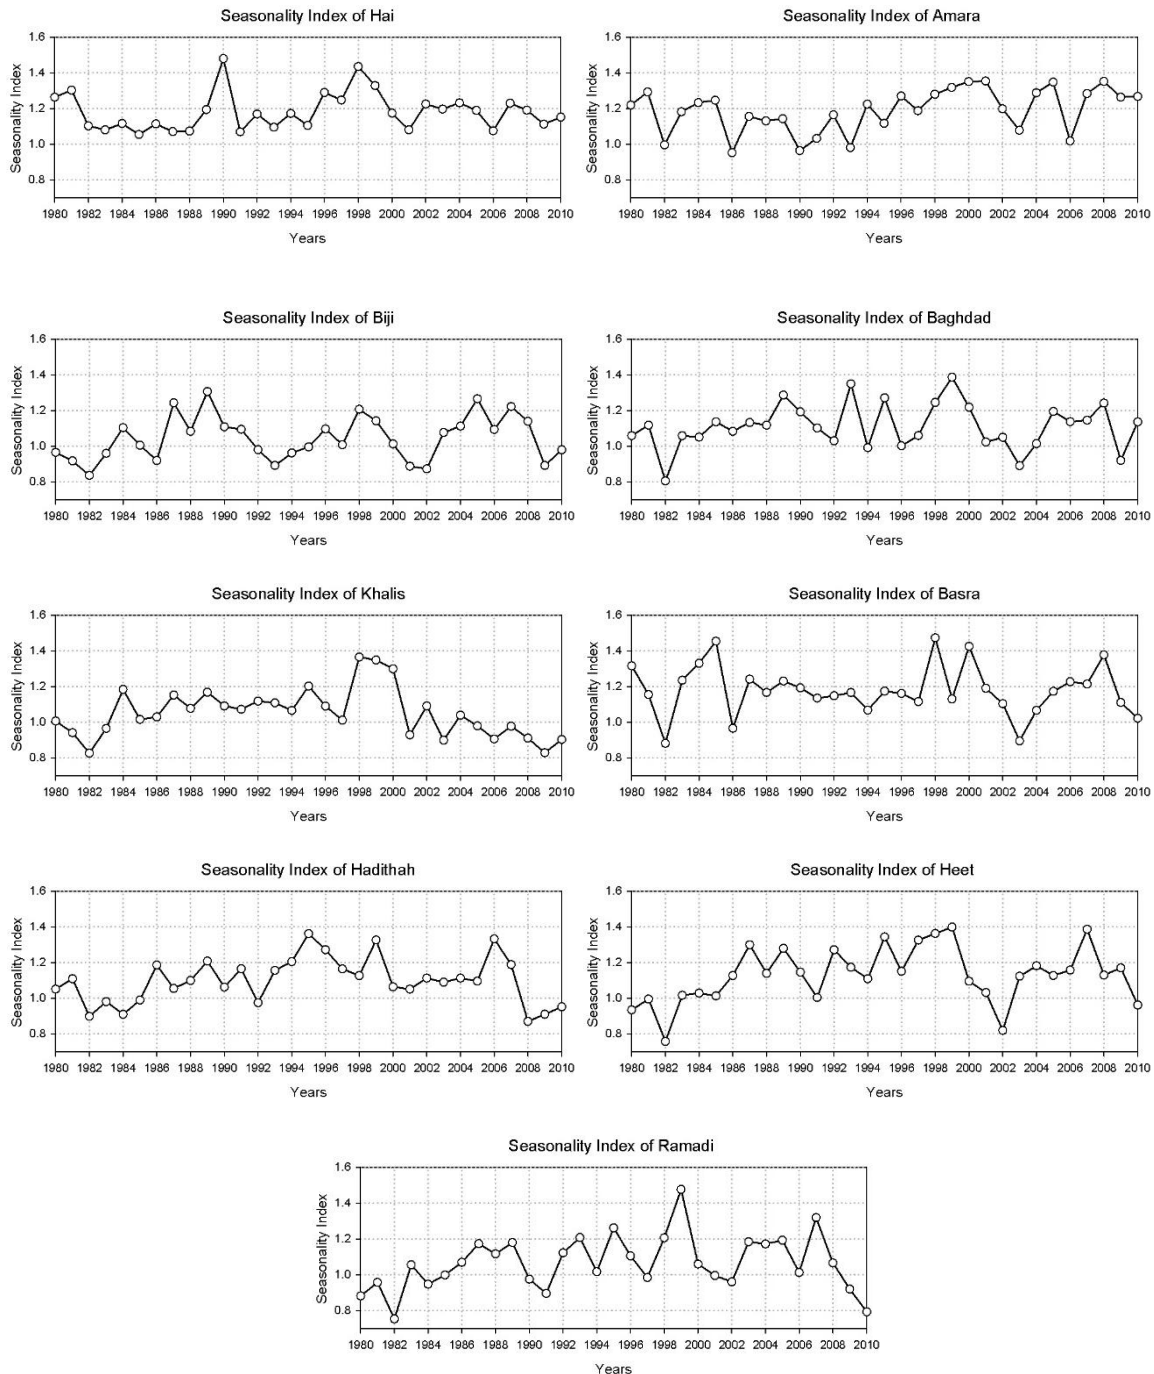 Seasonality Index of Hai
Seasonality Index
1.6
1.4
1.2
1.0
0.8
1980 1982 1984 1986 1988 1990 1992 1994 1996 1998 2000 2002 2004 2006 2008 2010
Years
Seasonality Index of Amara
Seasonality Index
1.6
1.4
1.2
1.0
0.8
1980 1982 1984 1986 1988 1990 1992 1994 1996 1998 2000 2002 2004 2006 2008 2010
Years
Seasonality Index of Biji
Seasonality Index
1.6
1.4
1.2
1.0
0.8
1980 1982 1984 1986 1988 1990 1992 1994 1996 1998 2000 2002 2004 2006 2008 2010
Years
Seasonality Index of Baghdad
Seasonality Index
1.6
1.4
1.2
1.0
0.8
1980 1982 1984 1986 1988 1990 1992 1994 1996 1998 2000 2002 2004 2006 2008 2010
Years
Seasonality Index of Khalis
Seasonality Index
1.6
1.4
1.2
1.0
0.8
1980 1982 1984 1986 1988 1990 1992 1994 1996 1998 2000 2002 2004 2006 2008 2010
Years
Seasonality Index of Basra
Seasonality Index
1.6
1.4
1.2
1.0
0.8
1980 1982 1984 1986 1988 1990 1992 1994 1996 1998 2000 2002 2004 2006 2008 2010
Years
Seasonality Index of Hadithah
Seasonality Index
1.6
1.4
1.2
1.0
0.8
1980 1982 1984 1986 1988 1990 1992 1994 1996 1998 2000 2002 2004 2006 2008 2010
Years
Seasonality Index of Heet
Seasonality Index
1.6
1.4
1.2
1.0
0.8
1980 1982 1984 1986 1988 1990 1992 1994 1996 1998 2000 2002 2004 2006 2008 2010
Years
Seasonality Index of Ramadi
Seasonality Index
1.6
1.4
1.2
1.0
0.8
1980 1982 1984 1986 1988 1990 1992 1994 1996 1998 2000 2002 2004 2006 2008 2010
Years